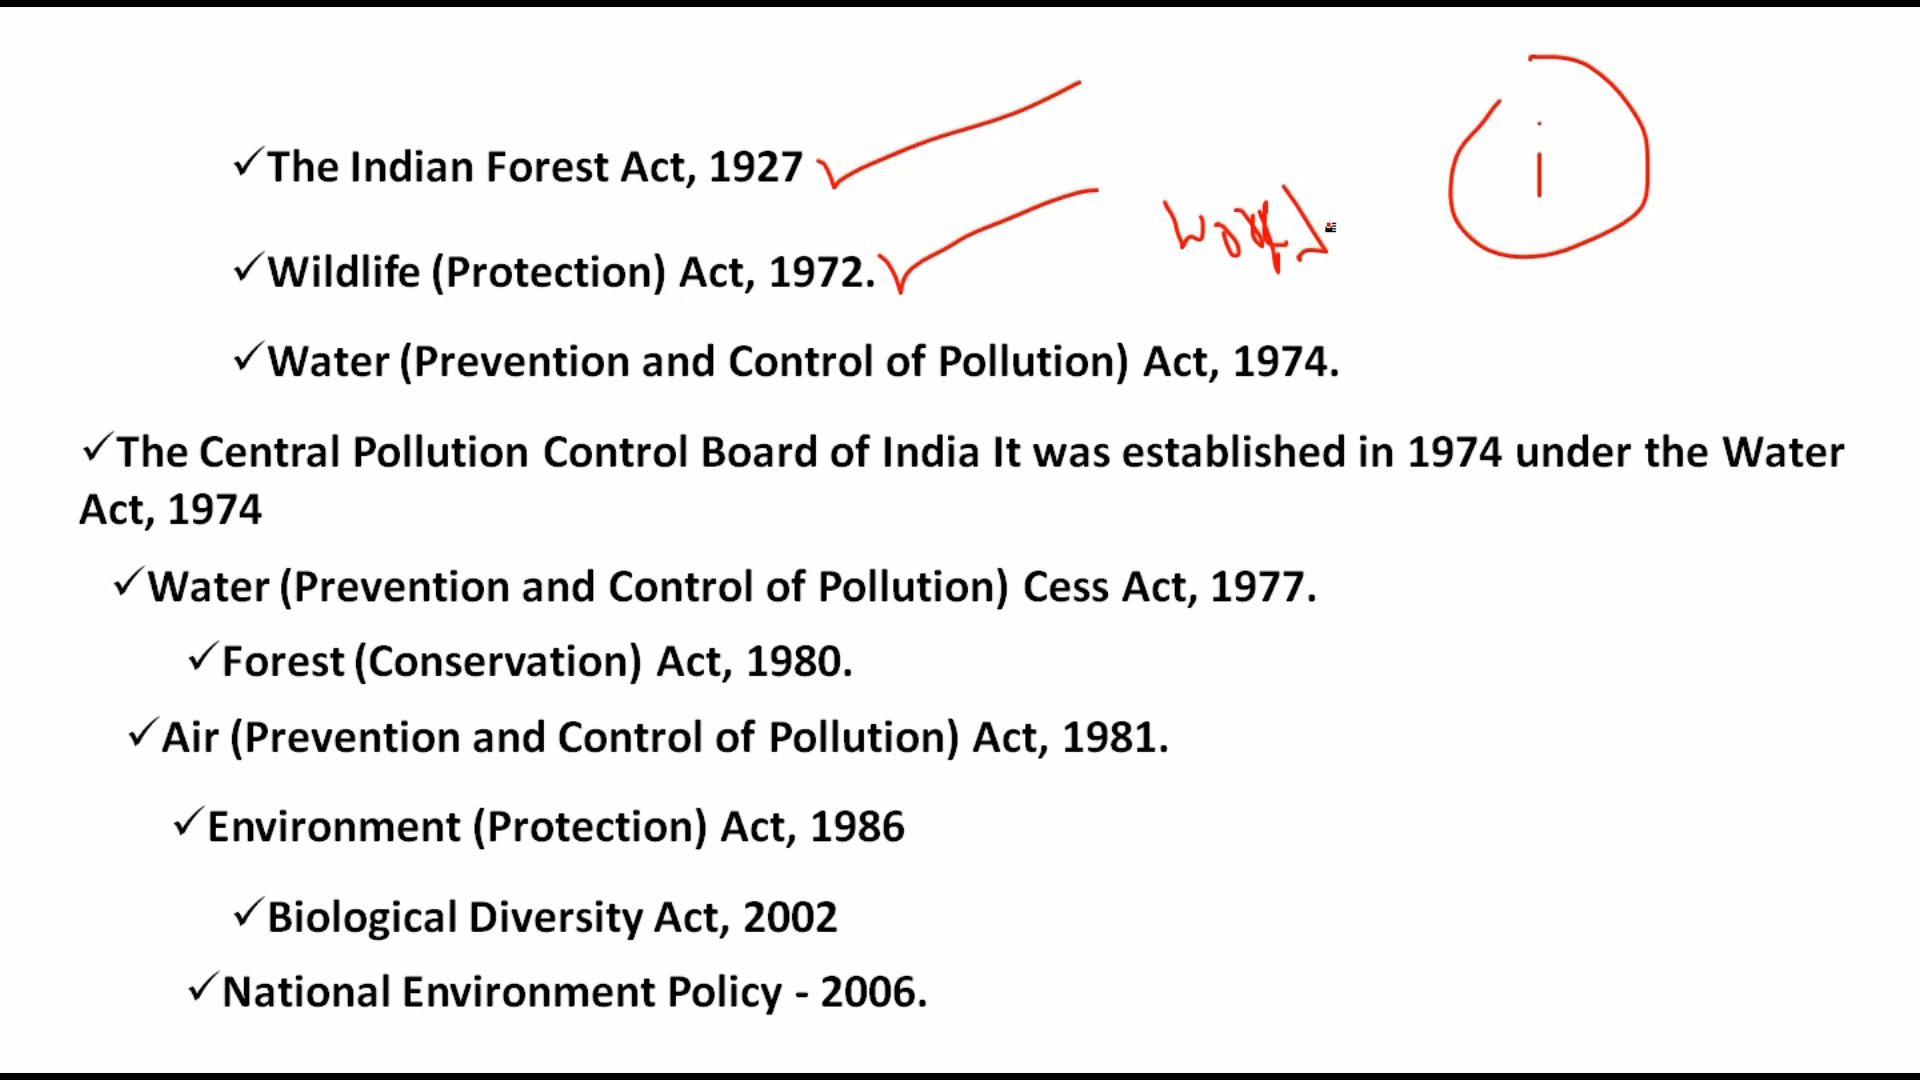 ✓The Indian Forest Act, 1927
✓Wildlife (Protection) Act, 1972.
i
✓Water (Prevention and Control of Pollution) Act, 1974.
✓The Central Pollution Control Board of India It was established in 1974 under the Water
Act, 1974
✓Water (Prevention and Control of Pollution) Cess Act, 1977.
✓Forest (Conservation) Act, 1980.
✓Air (Prevention and Control of Pollution) Act, 1981.
✓Environment (Protection) Act, 1986
✓Biological Diversity Act, 2002
✓National Environment Policy - 2006.